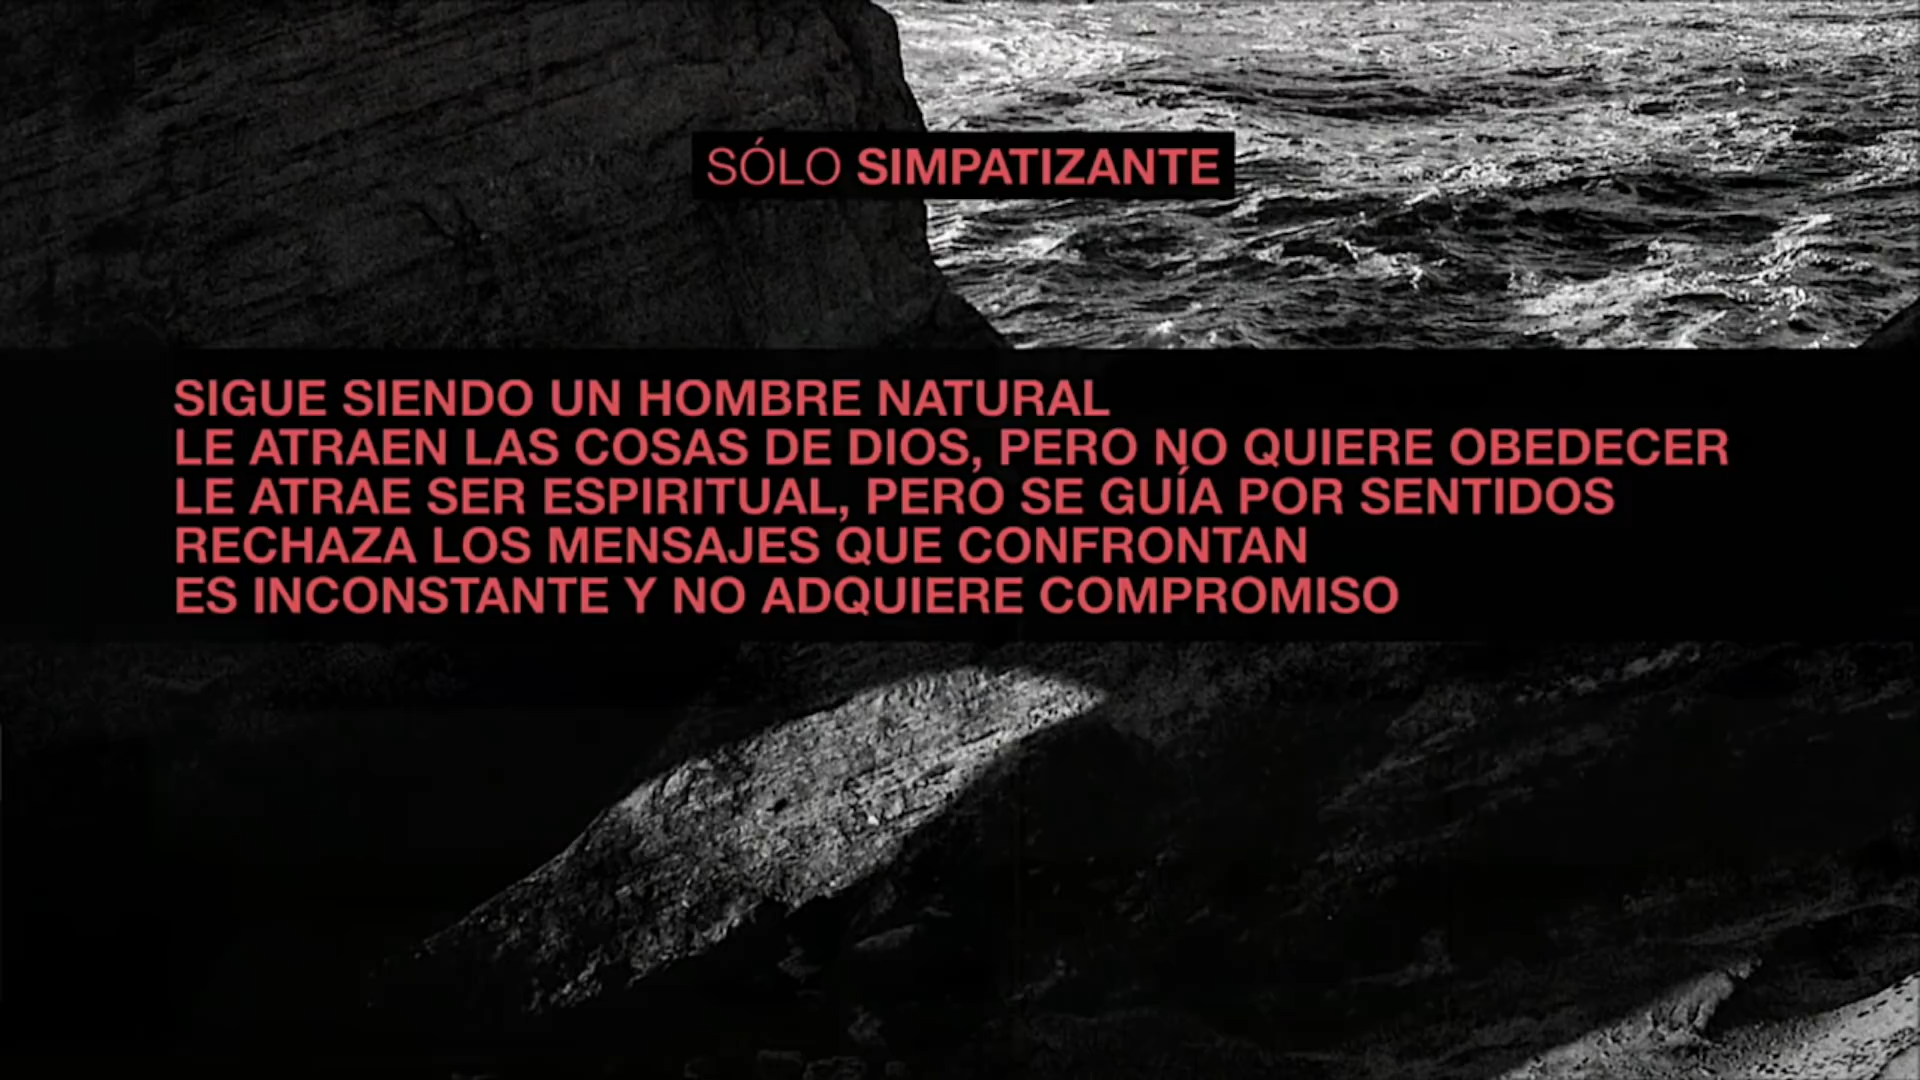 SÓLO SIMPATIZANTE
SIGUE SIENDO UN HOMBRE NATURAL
LE ATRAEN LAS COSAS DE DIOS, PERO NO QUIERE OBEDECER
LE ATRAE SER ESPIRITUAL, PERO SE GUÍA POR SENTIDOS
RECHAZA LOS MENSAJES QUE CONFRONTAN
ES INCONSTANTE Y NO ADQUIERE COMPROMISO